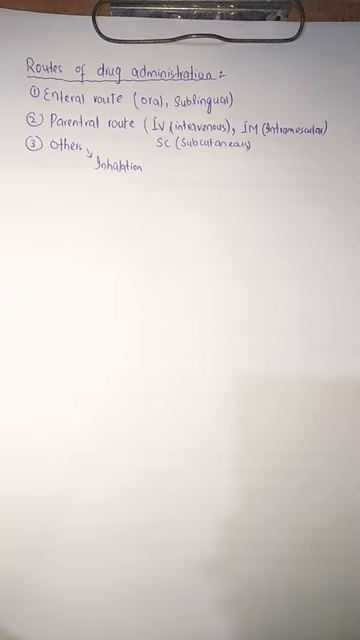 Routes of drug administration :-
① Enteral route (oral, Sublingual)
② Parentral route (IV (intravenous), IM (Intramuscular)
SC (Subcutaneous)
③ Others
Inhalation